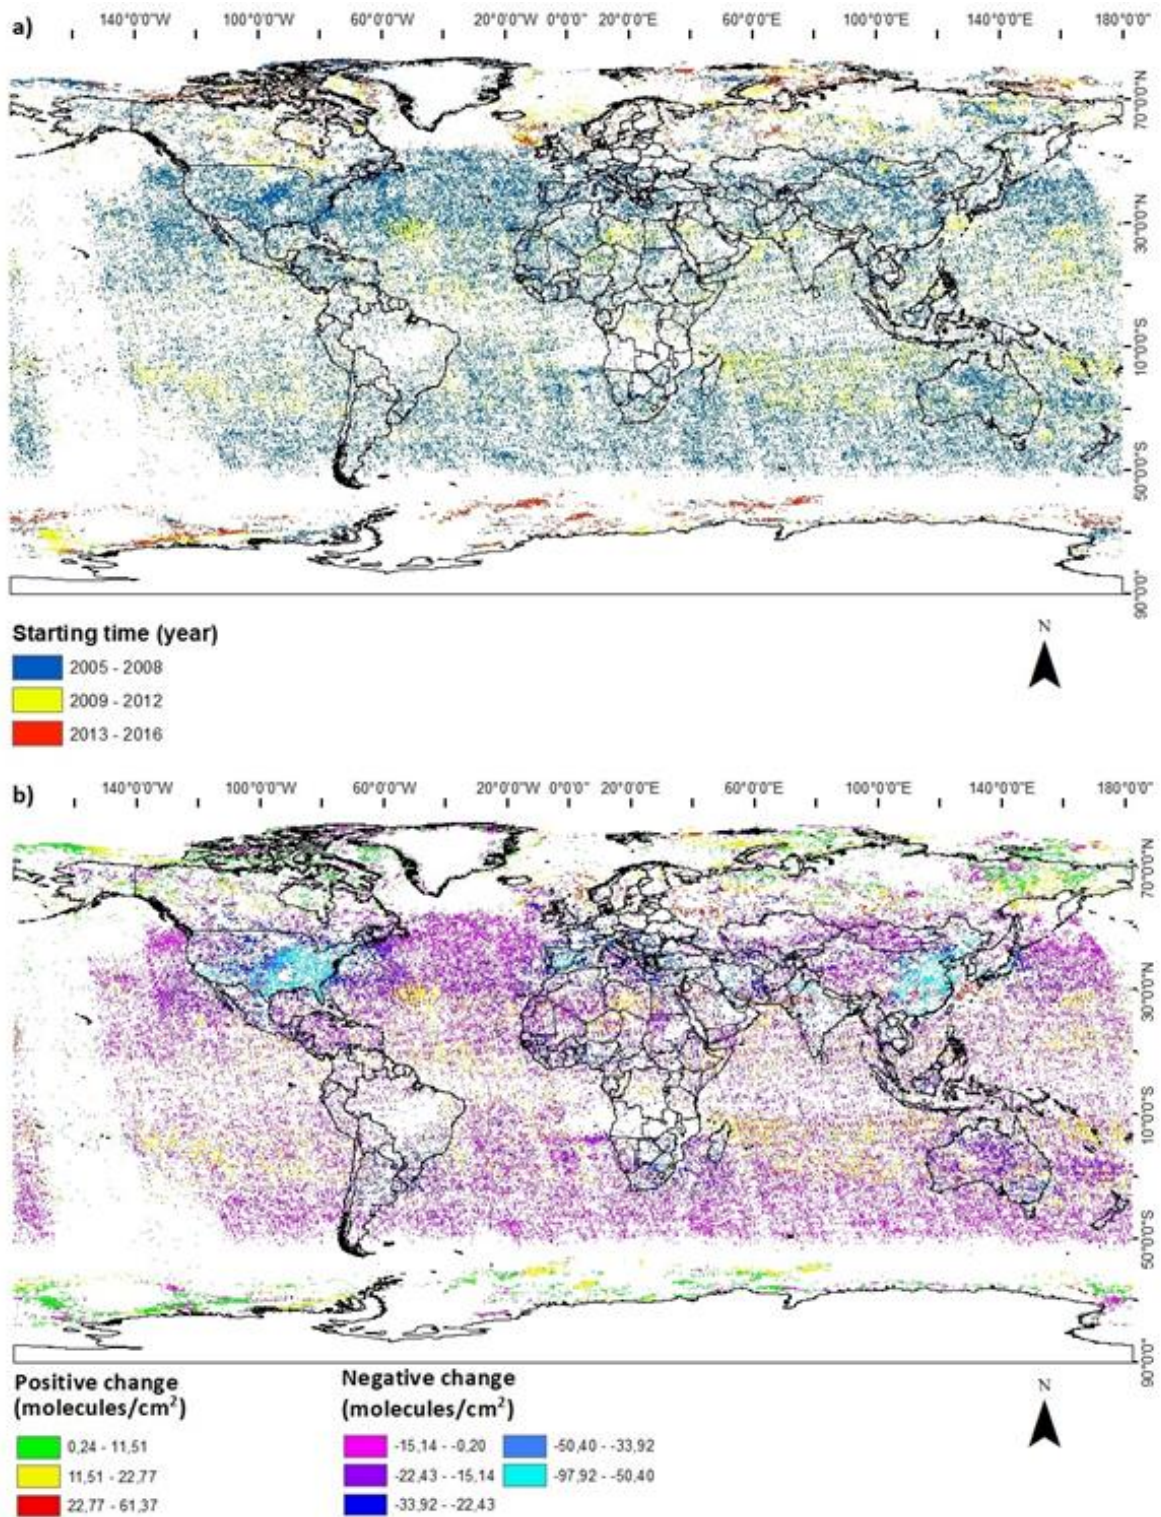 a)
140°0'0"W 100°0'0"W 60°0'0"W 20°0'0"W 0°0'0" 20°0'0"E 60°0'0"E 100°0'0"E 140°0'0"E 180°0'0"
70°0'0"N
30°0'0"N
10°0'0"S
50°0'0"S
90°0'0"
Starting time (year)
2005 - 2008
2009 - 2012
2013 - 2016
N
b)
140°0'0"W 100°0'0"W 60°0'0"W 20°0'0"W 0°0'0" 20°0'0"E 60°0'0"E 100°0'0"E 140°0'0"E 180°0'0"
70°0'0"N
30°0'0"N
10°0'0"S
50°0'0"S
90°0'0"
Positive change
(molecules/cm²)
0,24 - 11,51
11,51 - 22,77
22,77 - 61,37
Negative change
(molecules/cm²)
-15,14 - -0,20
-22,43 - -15,14
-33,92 - -22,43
-50,40 - -33,92
-97,92 - -50,40
N